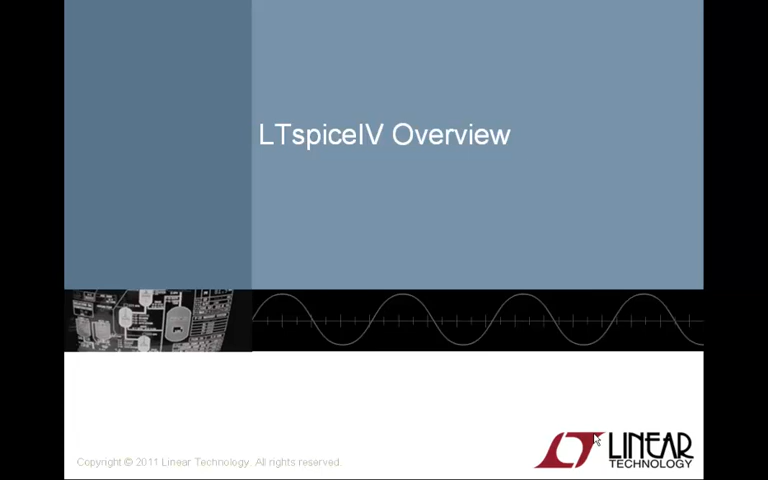 LTspiceIV Overview
Copyright © 2011 Linear Technology. All rights reserved.
LINEAR
TECHNOLOGY